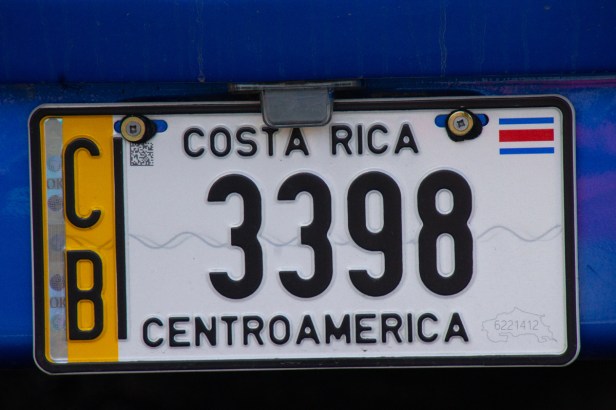 COSTA RICA
CB
3398
CENTROAMERICA
6221412